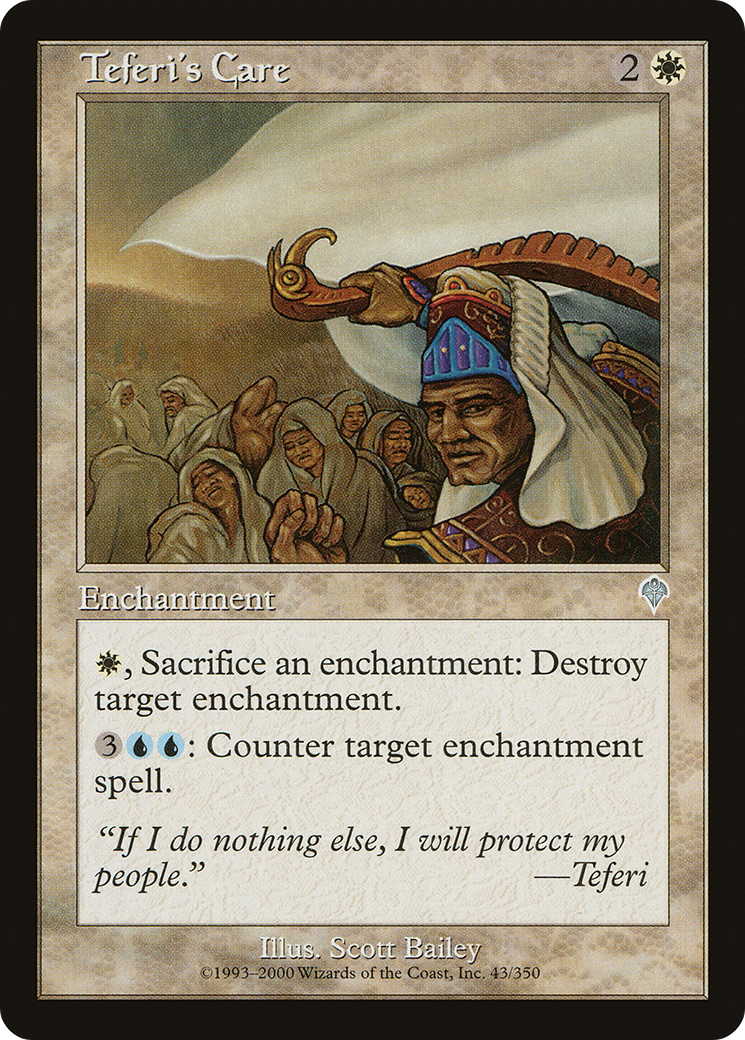 Teferi's Care 2
Enchantment
, Sacrifice an enchantment: Destroy
target enchantment.
3 : Counter target enchantment
spell.
“If I do nothing else, I will protect my
people.” —Teferi
Illus. Scott Bailey
©1993–2000 Wizards of the Coast, Inc. 43/350